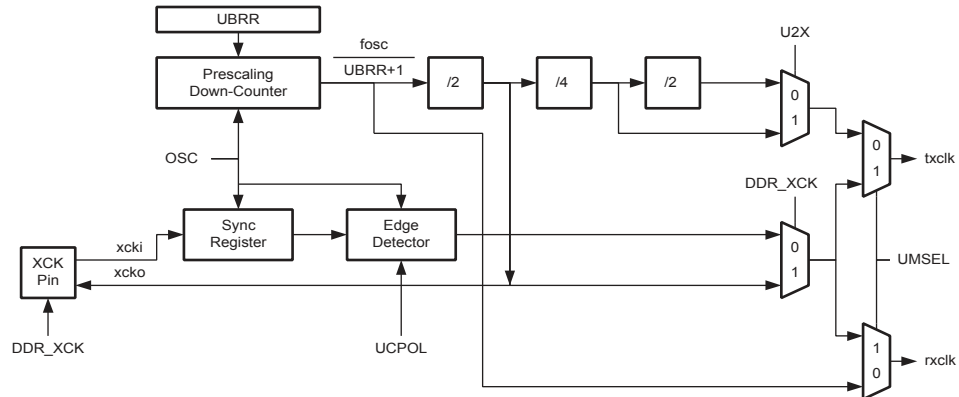 UBRR
U2X
fosc
UBRR+1
Prescaling
Down-Counter
/2
/4
/2
0
1
OSC
0
1
txclk
DDR_XCK
Sync
Register
Edge
Detector
xcki
XCK
Pin
xcko
0
1
UMSEL
DDR_XCK
UCPOL
1
0
rxclk